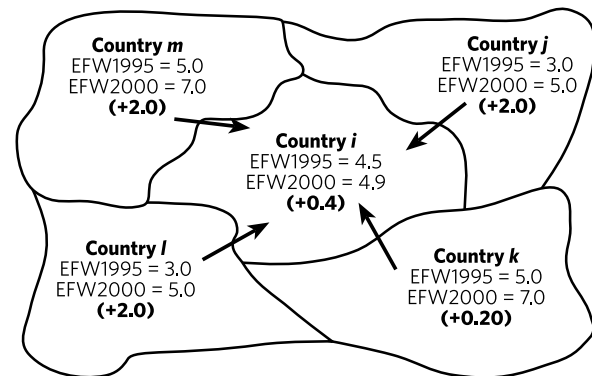 Country m
EFW1995 = 5.0
EFW2000 = 7.0
(+2.0)
Country j
EFW1995 = 3.0
EFW2000 = 5.0
(+2.0)
Country i
EFW1995 = 4.5
EFW2000 = 4.9
(+0.4)
Country l
EFW1995 = 3.0
EFW2000 = 5.0
(+2.0)
Country k
EFW1995 = 5.0
EFW2000 = 7.0
(+0.20)